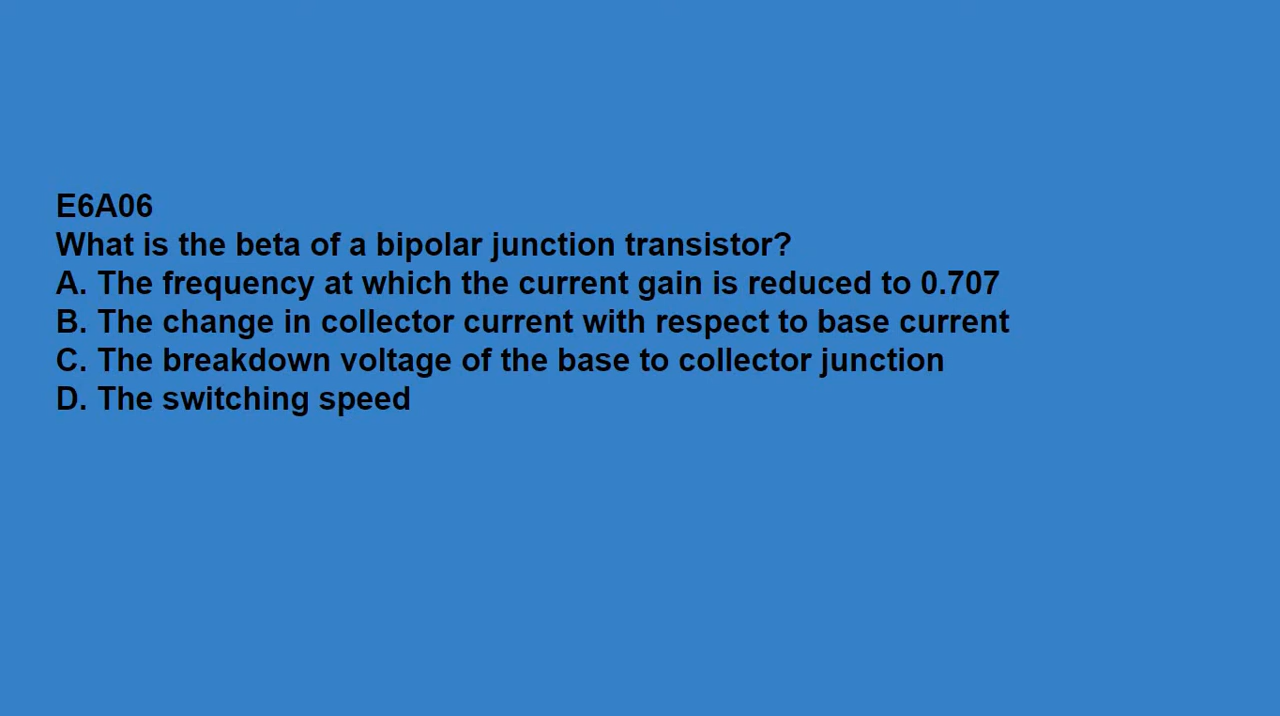 E6A06
What is the beta of a bipolar junction transistor?
A. The frequency at which the current gain is reduced to 0.707
B. The change in collector current with respect to base current
C. The breakdown voltage of the base to collector junction
D. The switching speed